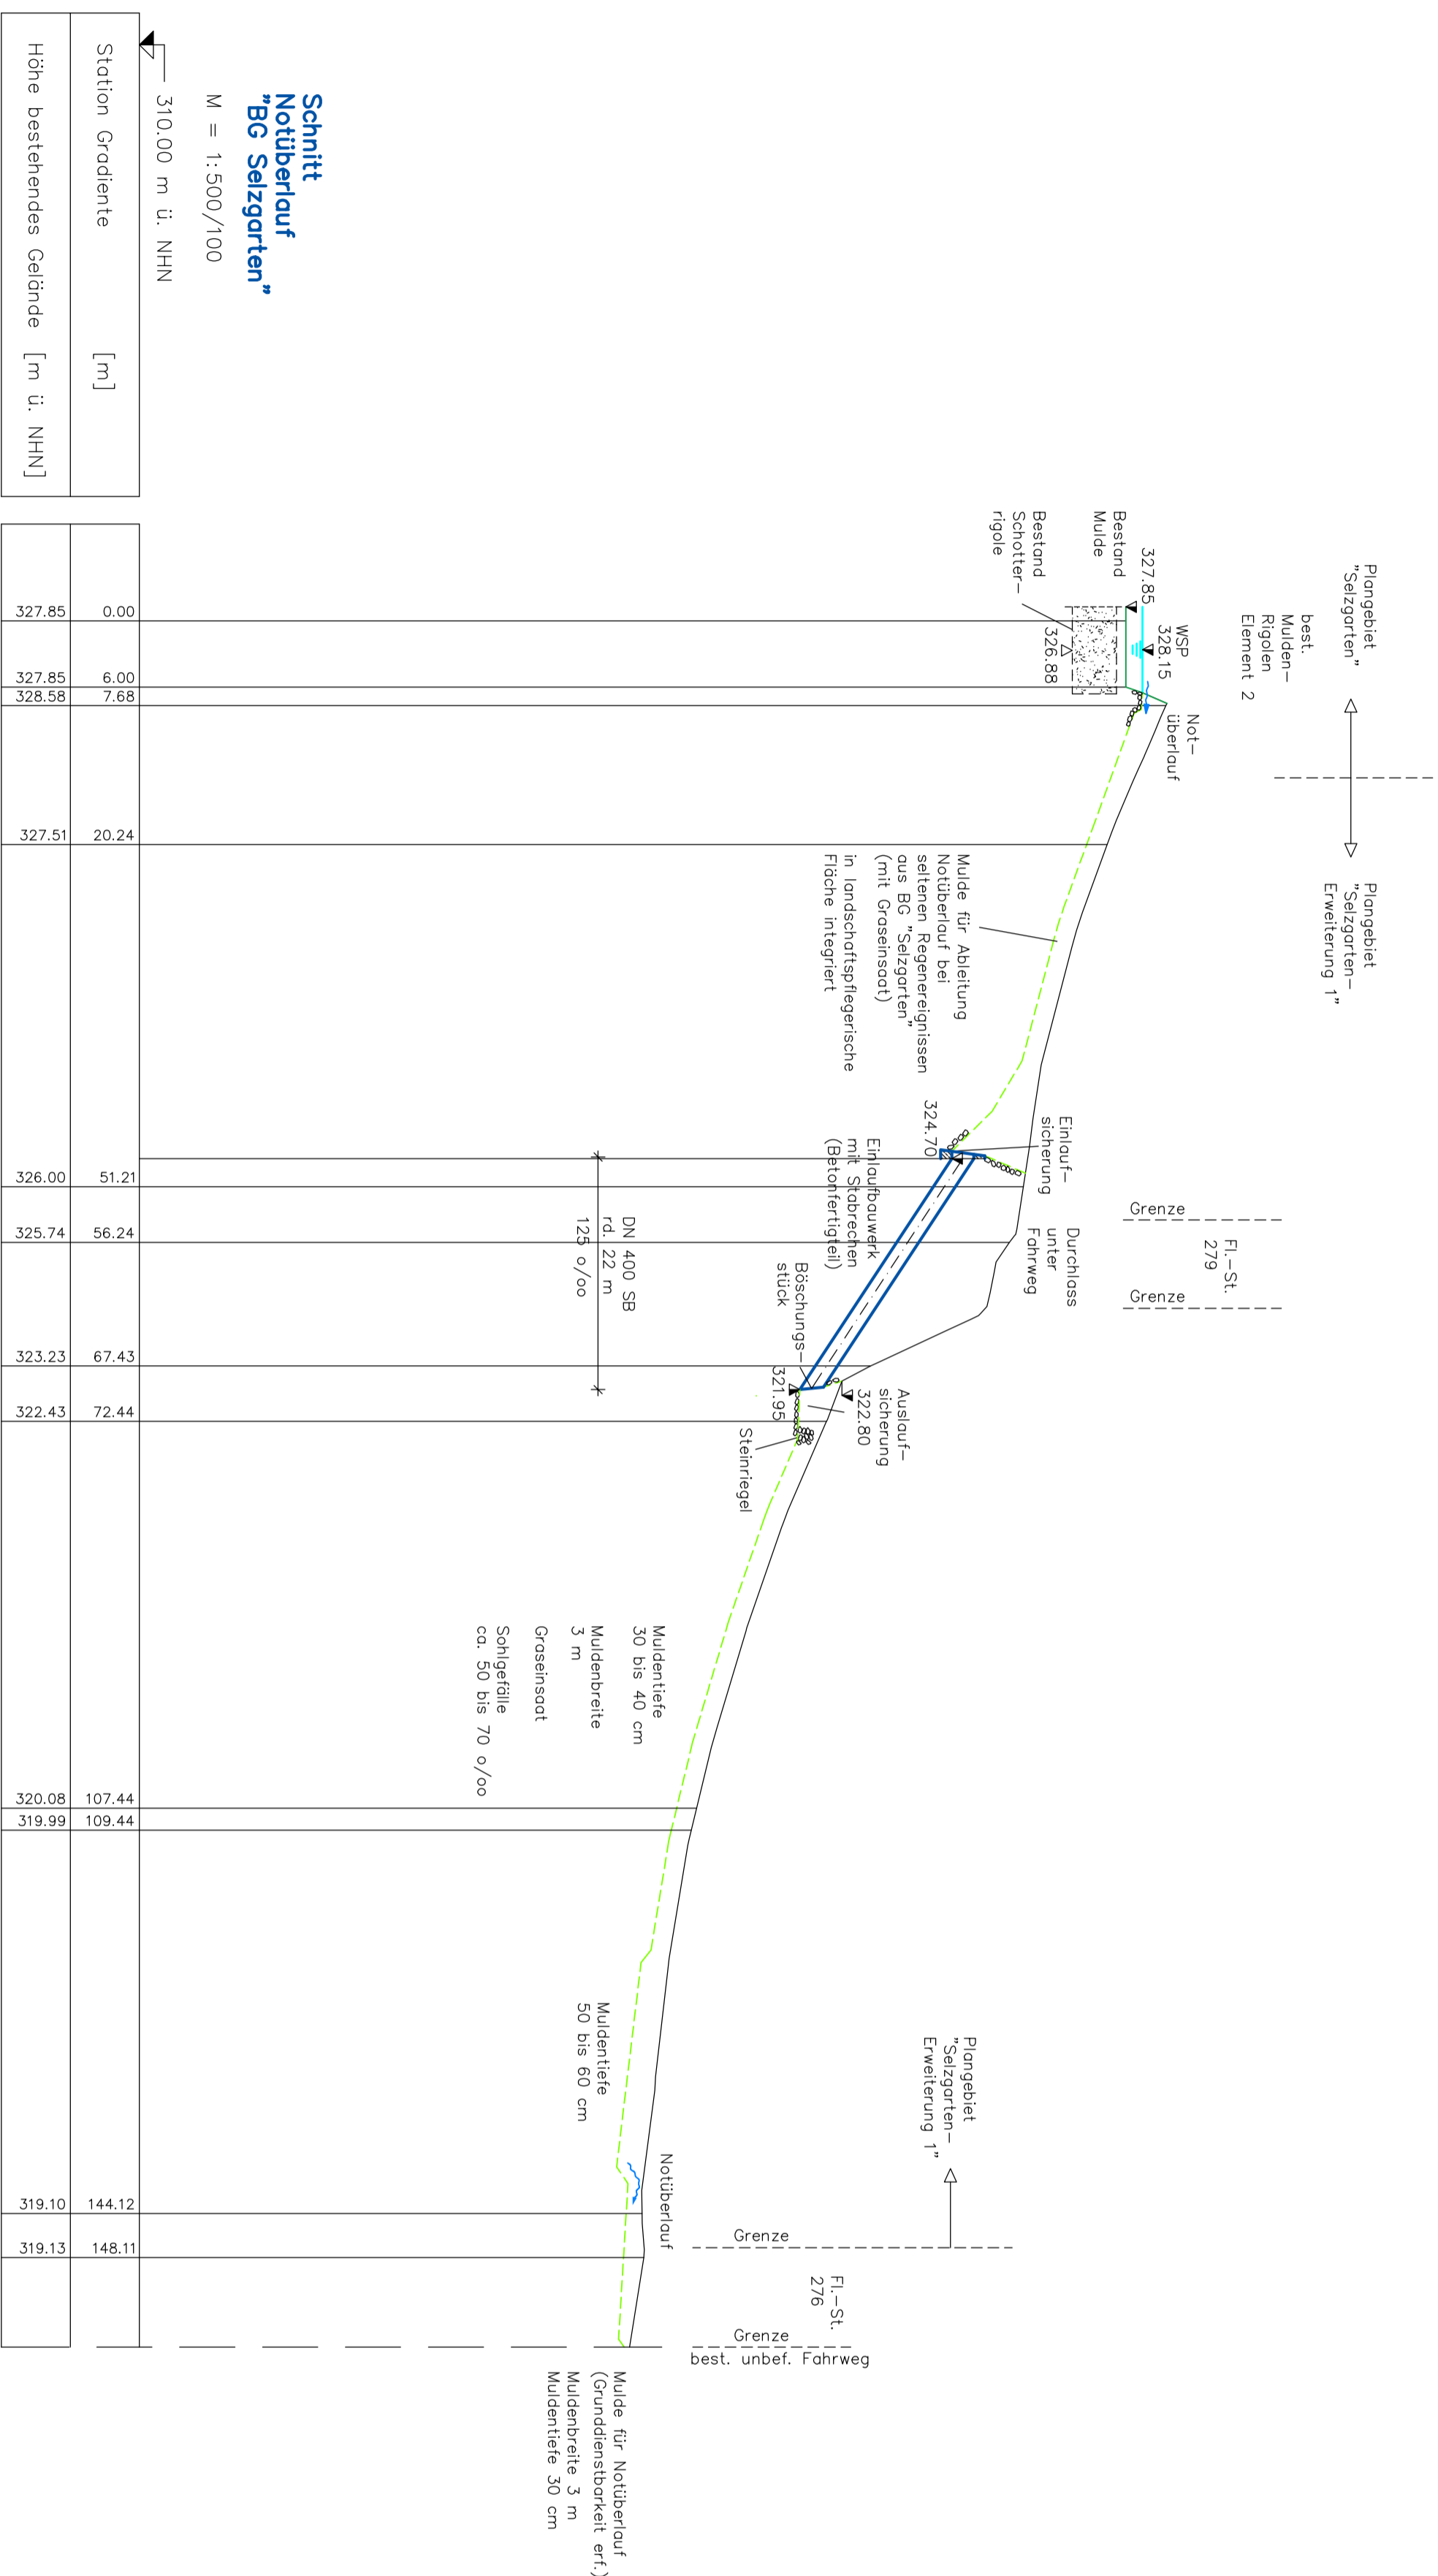 Schnitt
Notüberlauf
"BG Selzgarten"
M = 1:500/100
310.00 m ü. NHN
Station Gradiente [m]
Höhe bestehendes Gelände [m ü. NHN]
Plangebiet
"Selzgarten"
Plangebiet
"Selzgarten–
Erweiterung 1"
best.
Mulden–
Rigolen
Element 2
WSP
328.15
327.85
Bestand
Mulde
Bestand
Schotter–
rigole
326.88
Not–
überlauf
Mulde für Ableitung
Notüberlauf bei
seltenen Regenereignissen
aus BG "Selzgarten"
(mit Graseinsaat)
in landschaftspflegerische
Fläche integriert
324.70
Einlauf–
sicherung
Einlaufbauwerk
mit Stabrechen
(Betonfertigteil)
Grenze
Fl.–St.
279
Grenze
Durchlass
unter
Fahrweg
DN 400 SB
rd. 22 m
125 o/oo
Böschungs–
stück
321.95
322.80
Auslauf–
sicherung
Steinriegel
Muldentiefe
30 bis 40 cm
Muldenbreite
3 m
Graseinsaat
Sohlgefälle
ca. 50 bis 70 o/oo
Muldentiefe
50 bis 60 cm
Plangebiet
"Selzgarten–
Erweiterung 1"
Notüberlauf
Grenze
Fl.–St.
276
Grenze
best. unbef. Fahrweg
Mulde für Notüberlauf
(Grunddienstbarkeit erf.)
Muldenbreite 3 m
Muldentiefe 30 cm
327.85 0.00
327.85 6.00
328.58 7.68
327.51 20.24
326.00 51.21
325.74 56.24
323.23 67.43
322.43 72.44
320.08 107.44
319.99 109.44
319.10 144.12
319.13 148.11